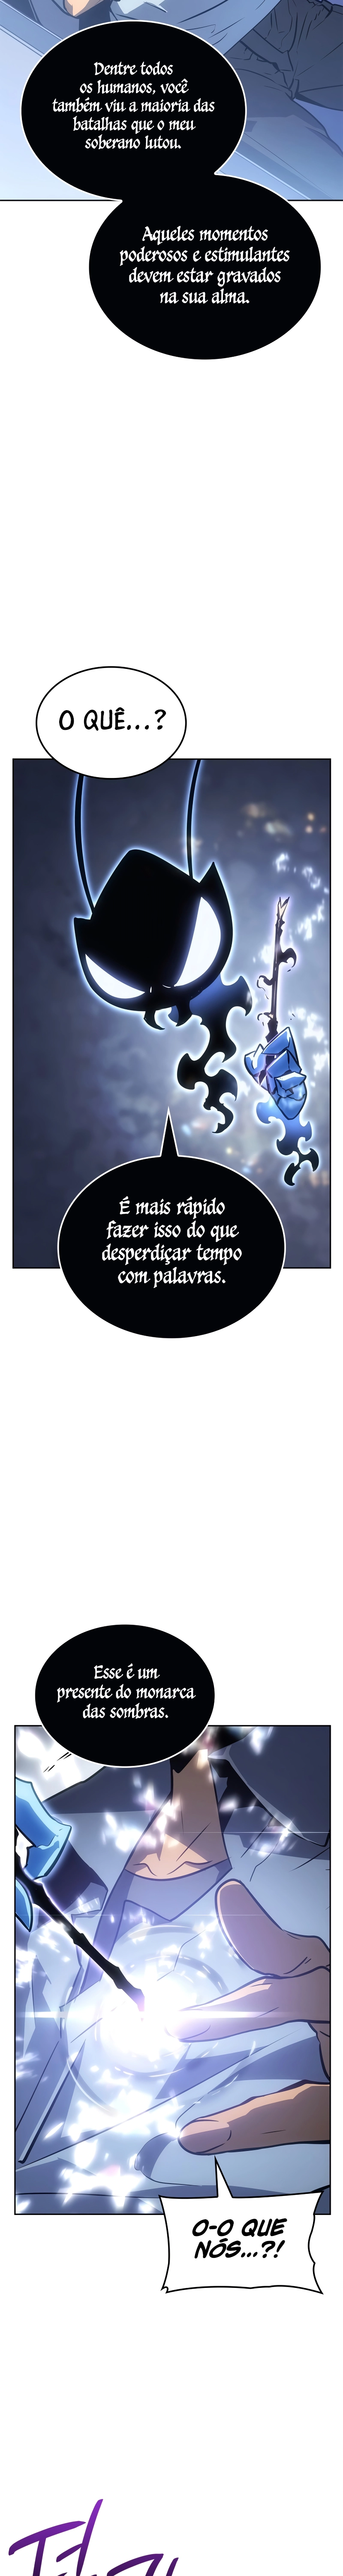 Dentre todos
os humanos, você
também viu a maioria das
batalhas que o meu
soberano lutou.
Aqueles momentos
poderosos e estimulantes
devem estar gravados
na sua alma.
O QUÊ...?
É mais rápido
fazer isso do que
desperdiçar tempo
com palavras.
Esse é um
presente do monarca
das sombras.
O-O QUE
NÓS...?!